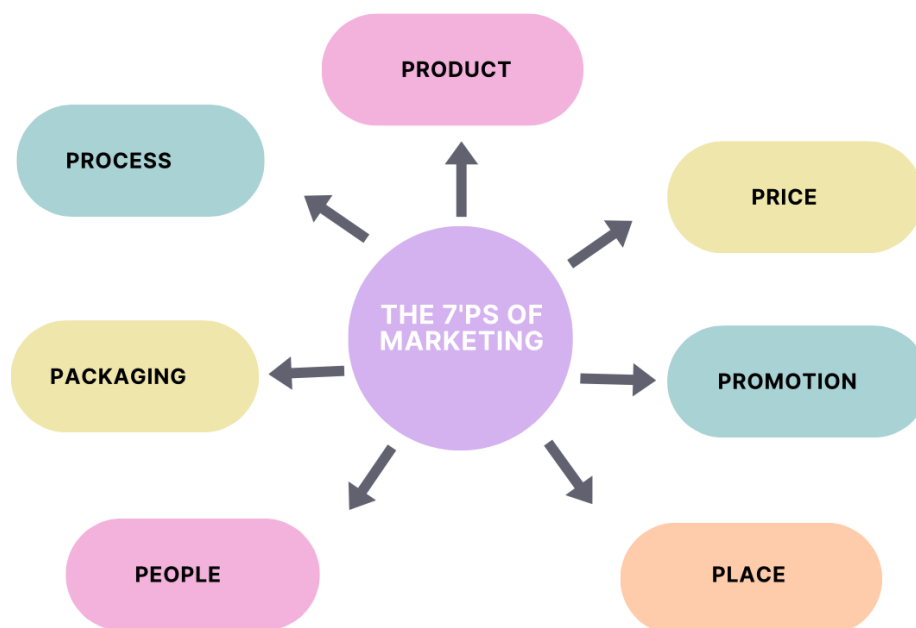 PRODUCT
PROCESS
PRICE
THE 7'PS OF
MARKETING
PACKAGING
PROMOTION
PEOPLE
PLACE